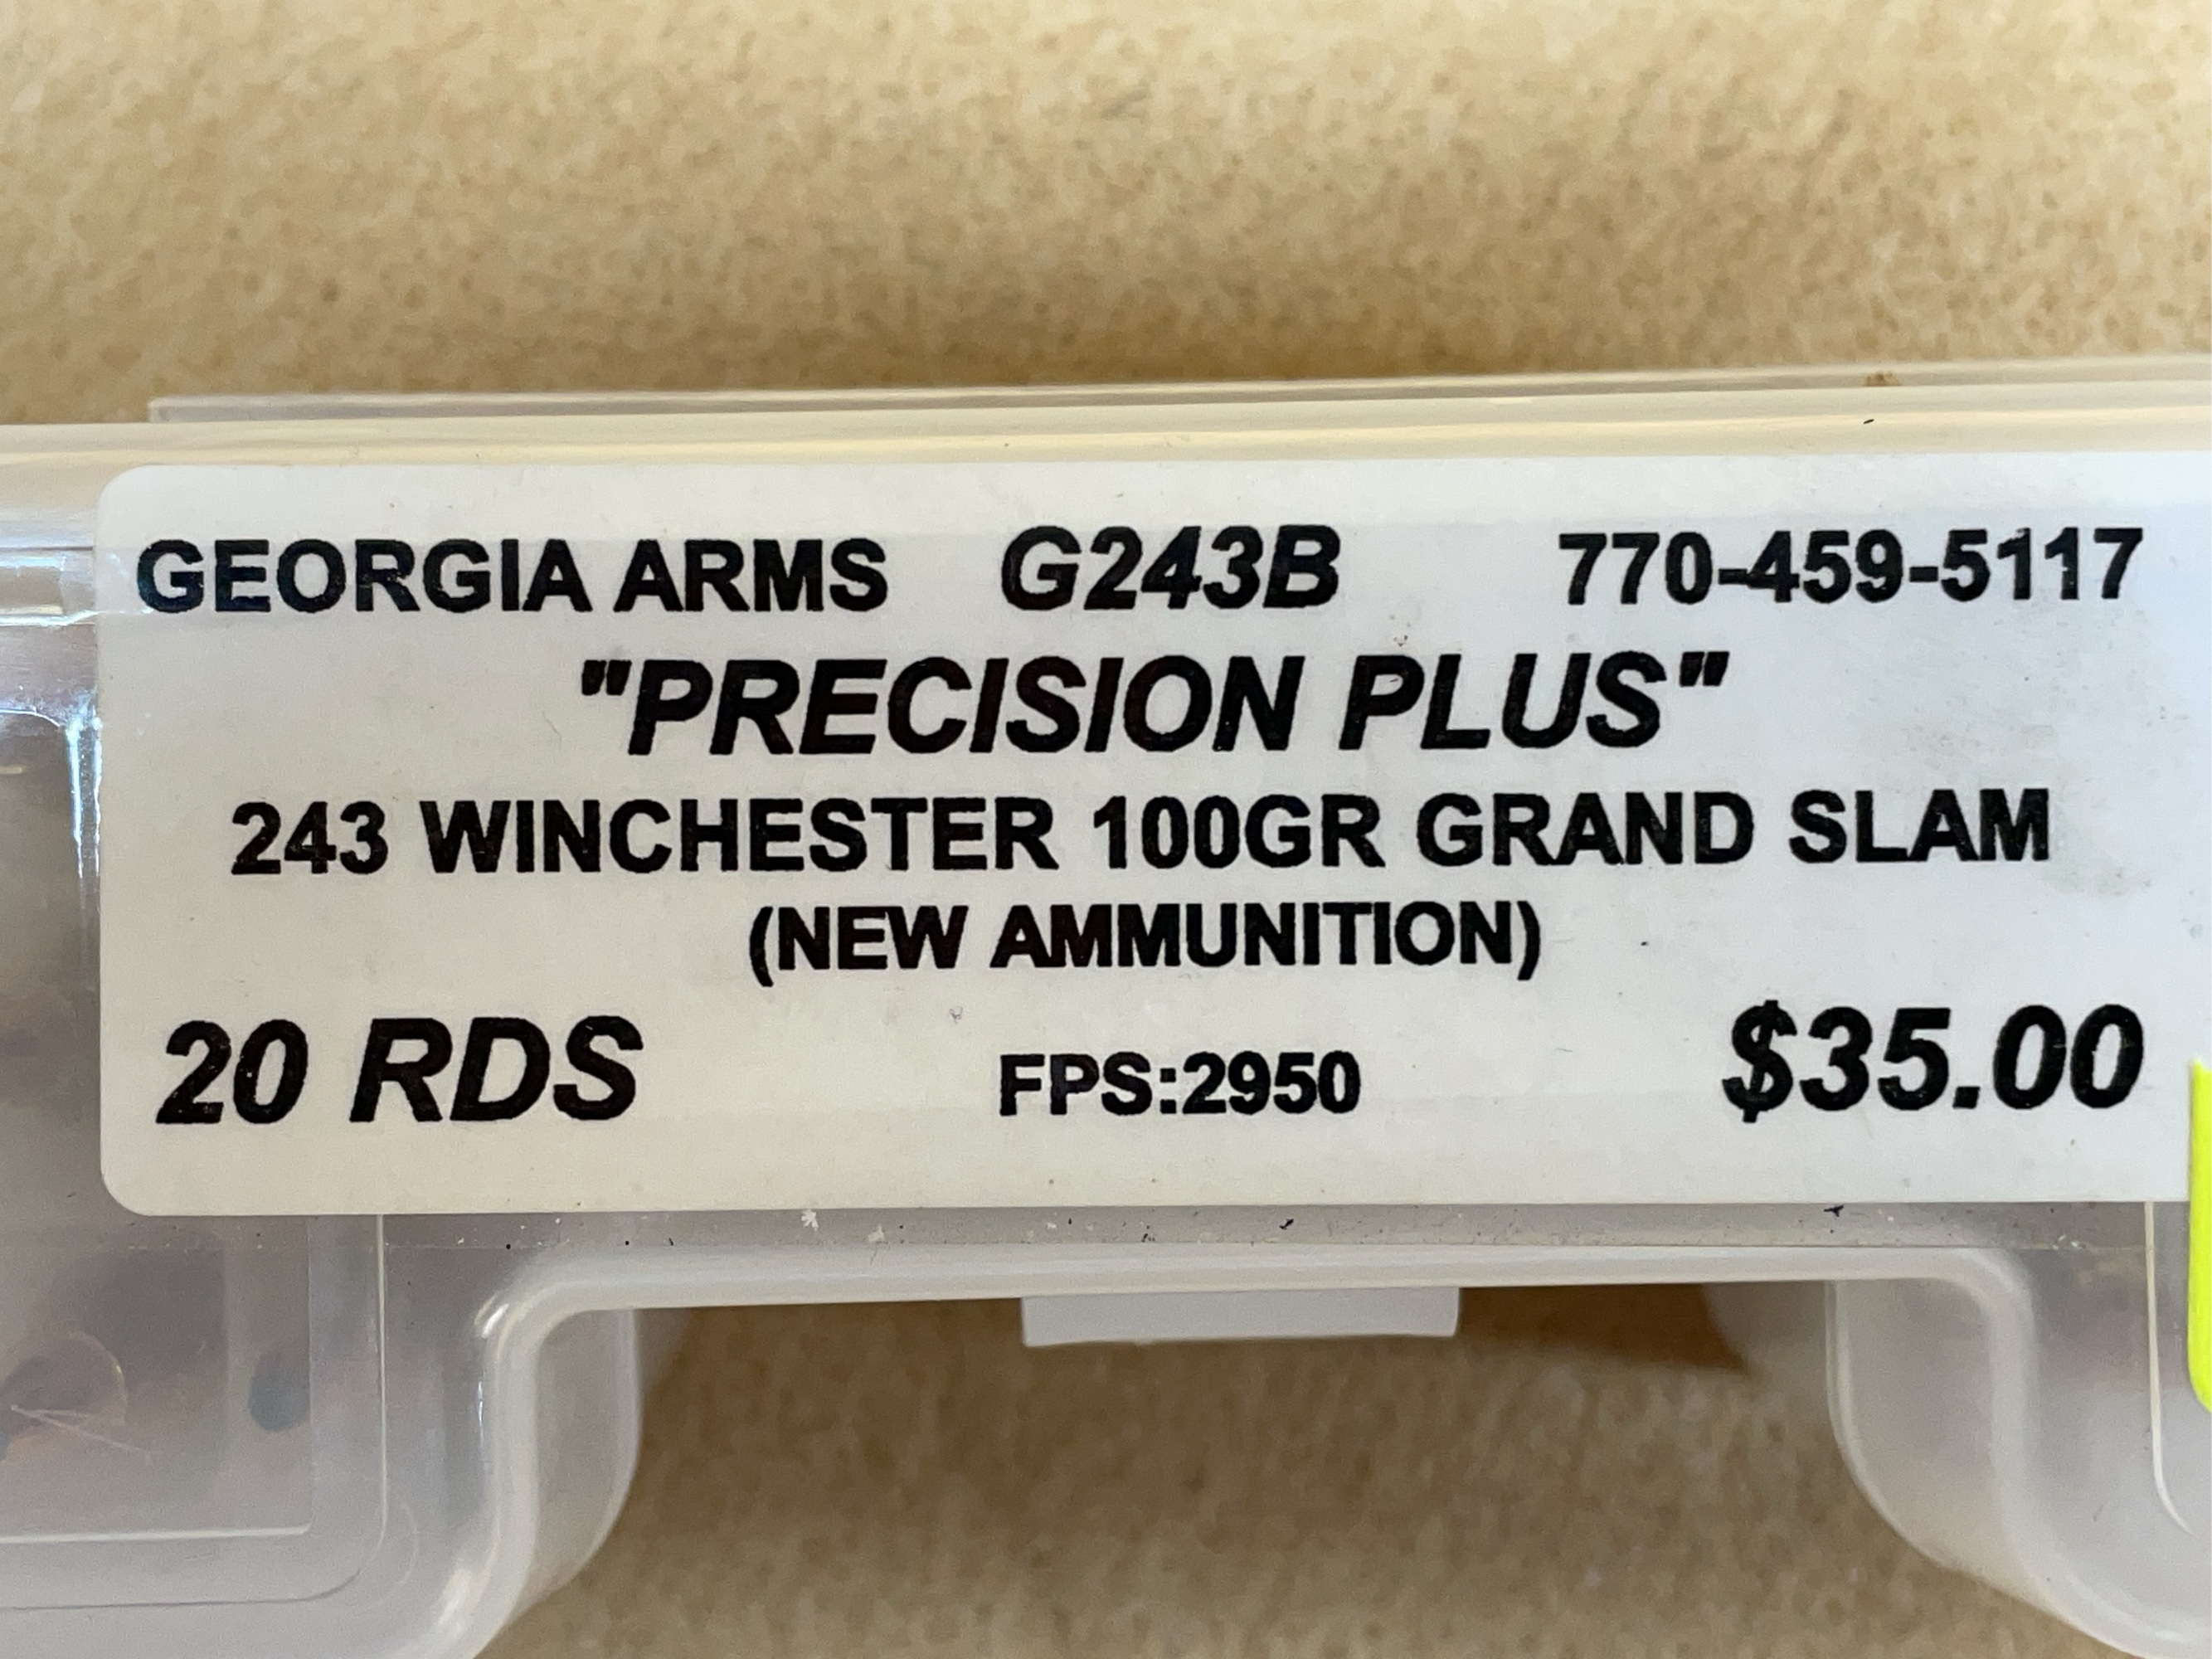 GEORGIA ARMS G243B 770-459-5117
"PRECISION PLUS"
243 WINCHESTER 100GR GRAND SLAM
(NEW AMMUNITION)
20 RDS FPS:2950 $35.00